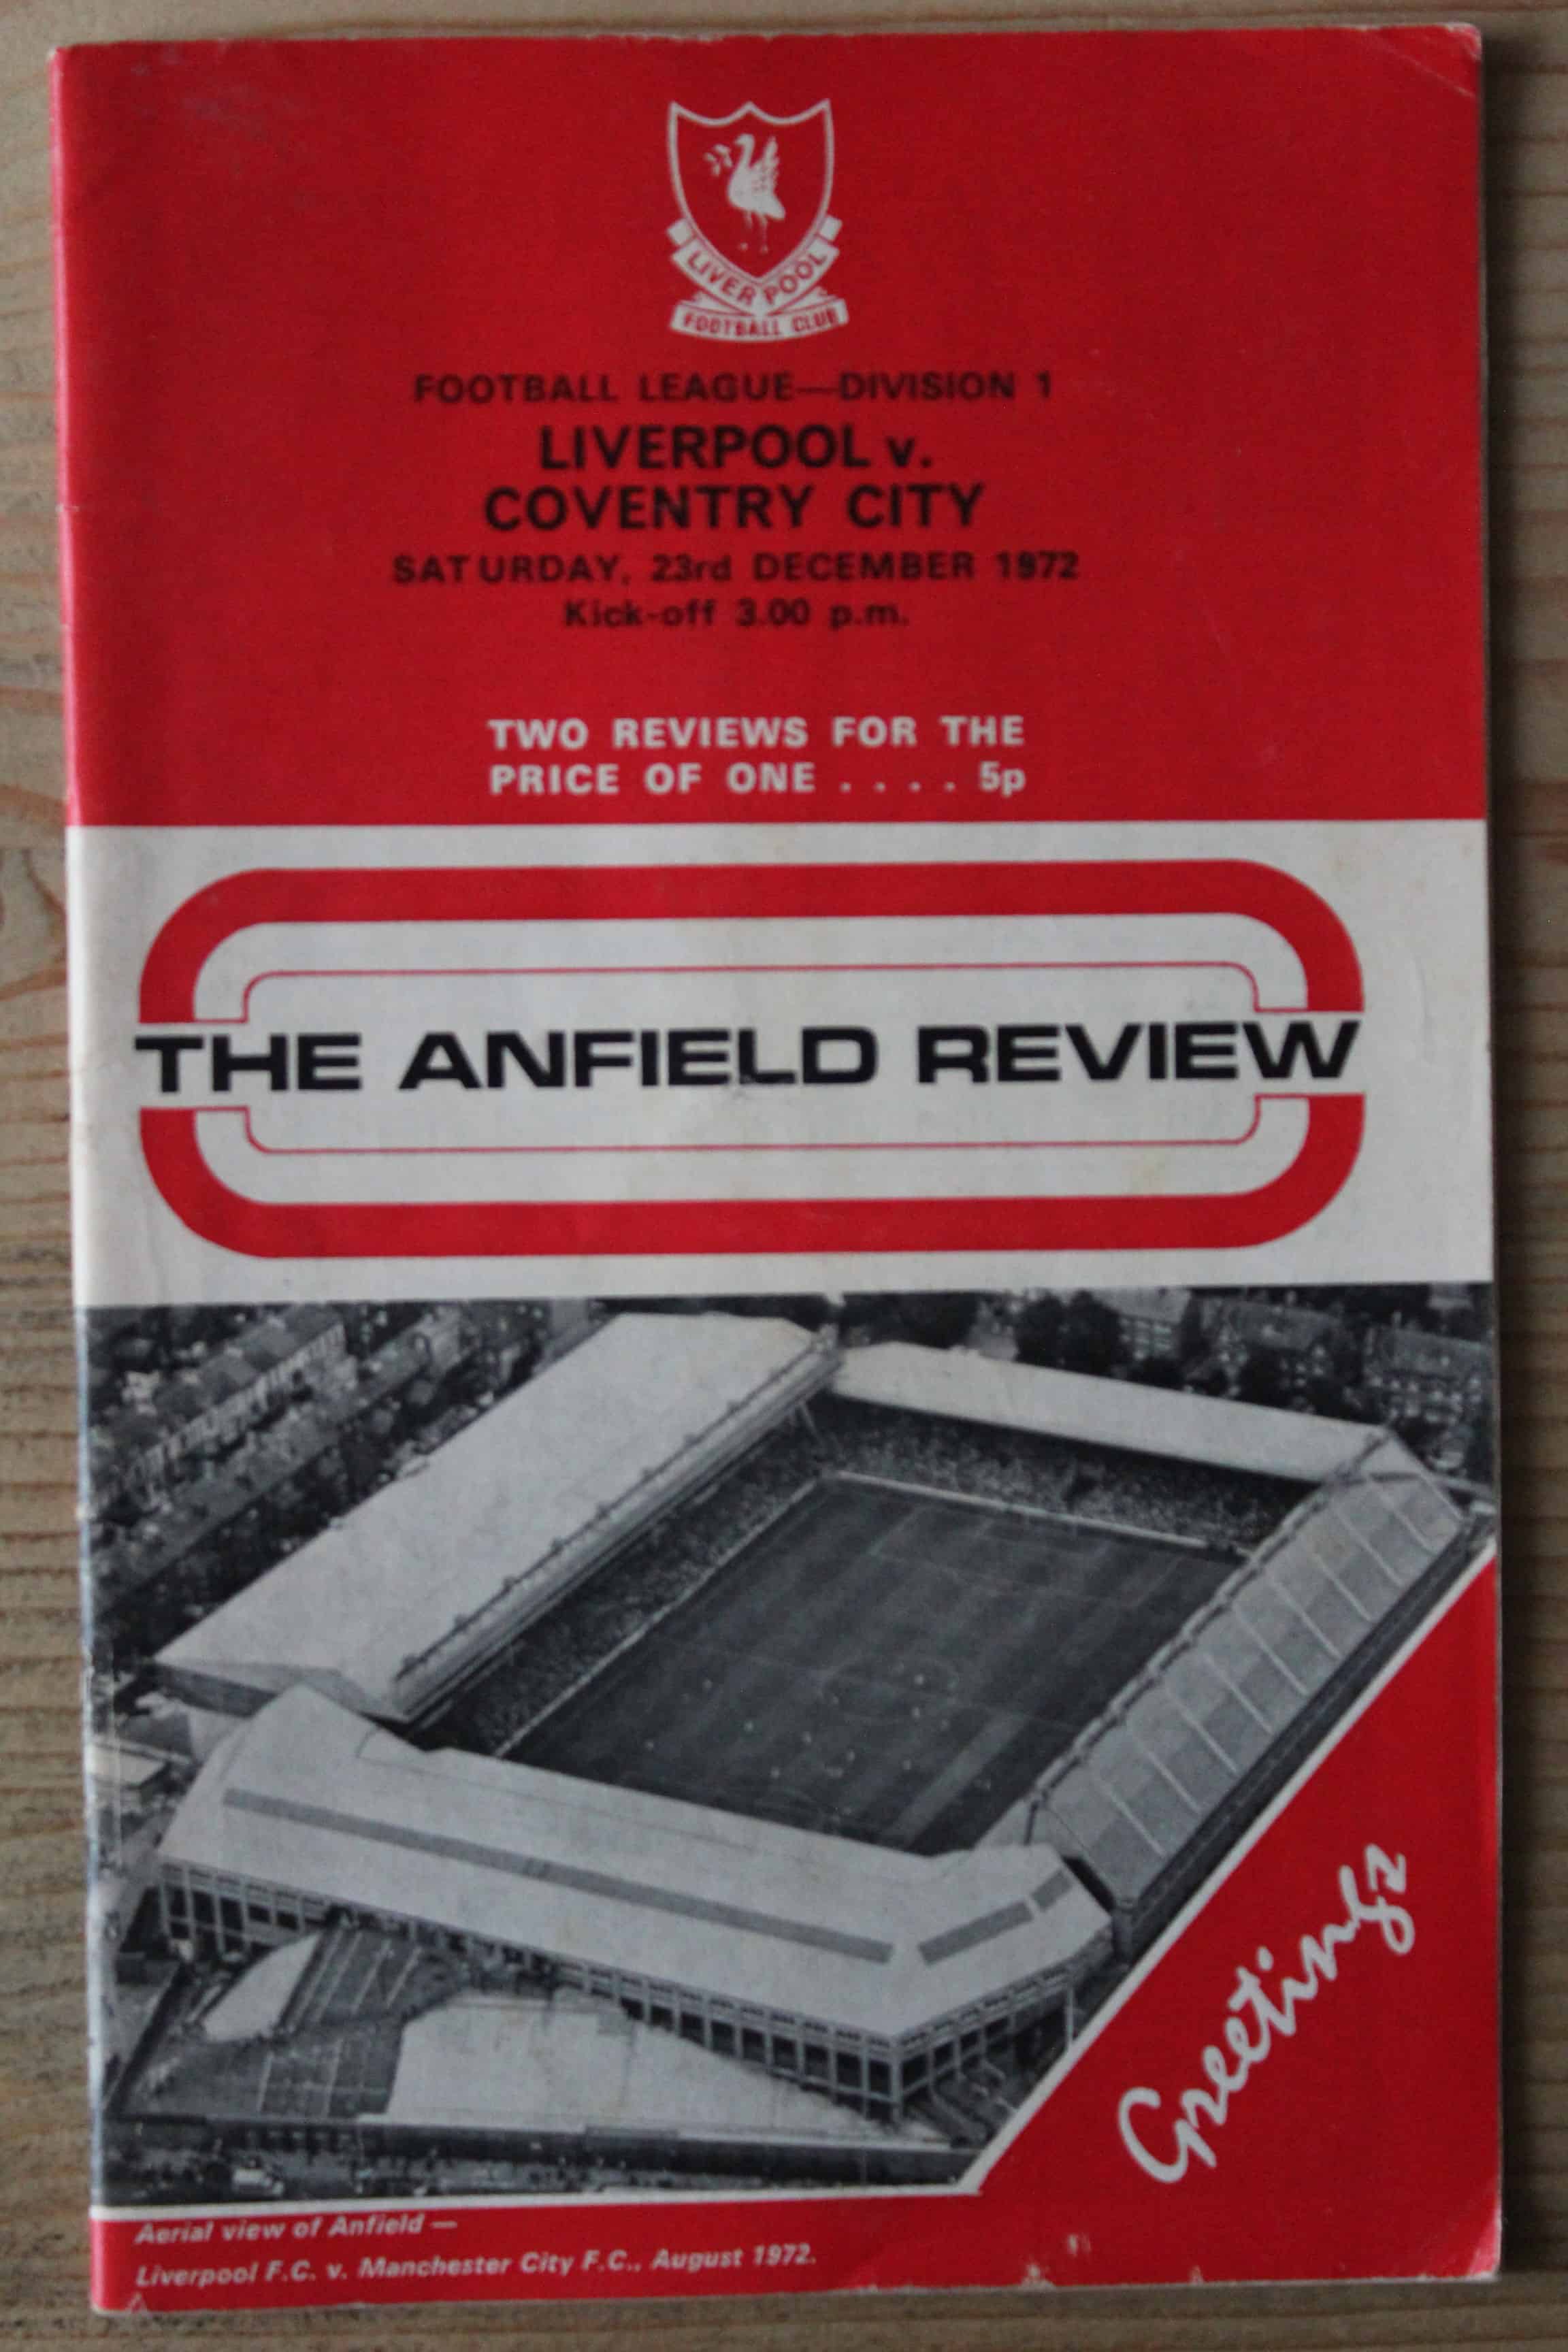 LIVERPOOL
FOOTBALL CLUB
FOOTBALL LEAGUE—DIVISION 1
LIVERPOOL v.
COVENTRY CITY
SATURDAY, 23rd DECEMBER 1972
Kick-off 3.00 p.m.
TWO REVIEWS FOR THE
PRICE OF ONE . . . . 5p
THE ANFIELD REVIEW
Greetings
Aerial view of Anfield —
Liverpool F.C. v. Manchester City F.C., August 1972.